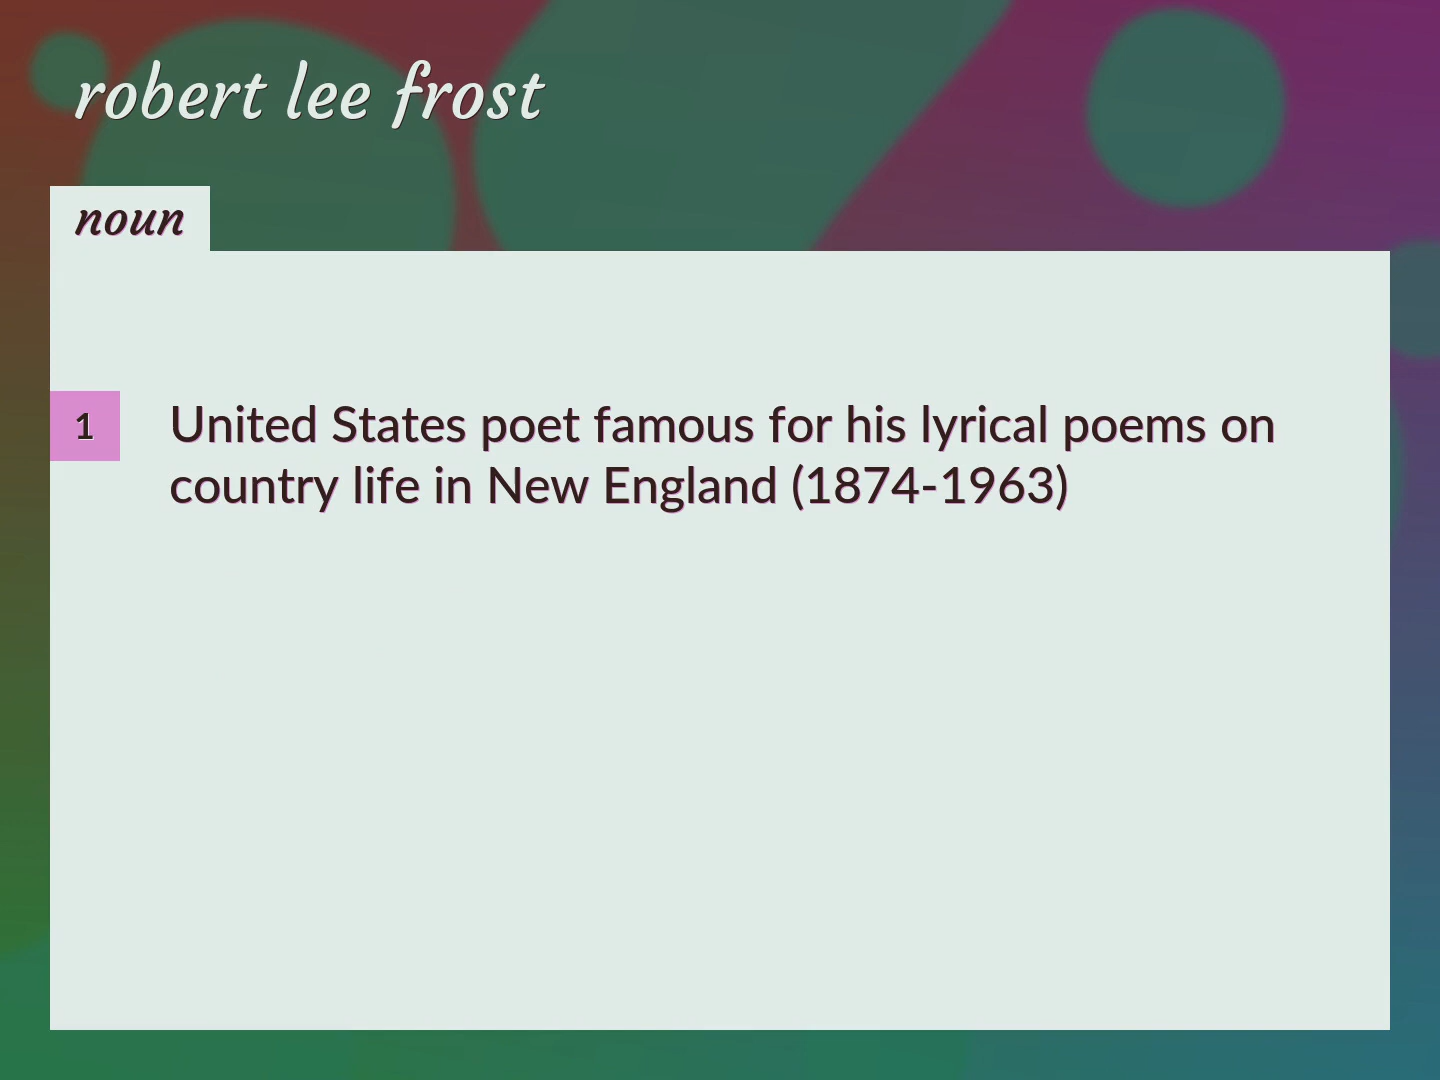 robert lee frost
noun
1
United States poet famous for his lyrical poems on
country life in New England (1874-1963)